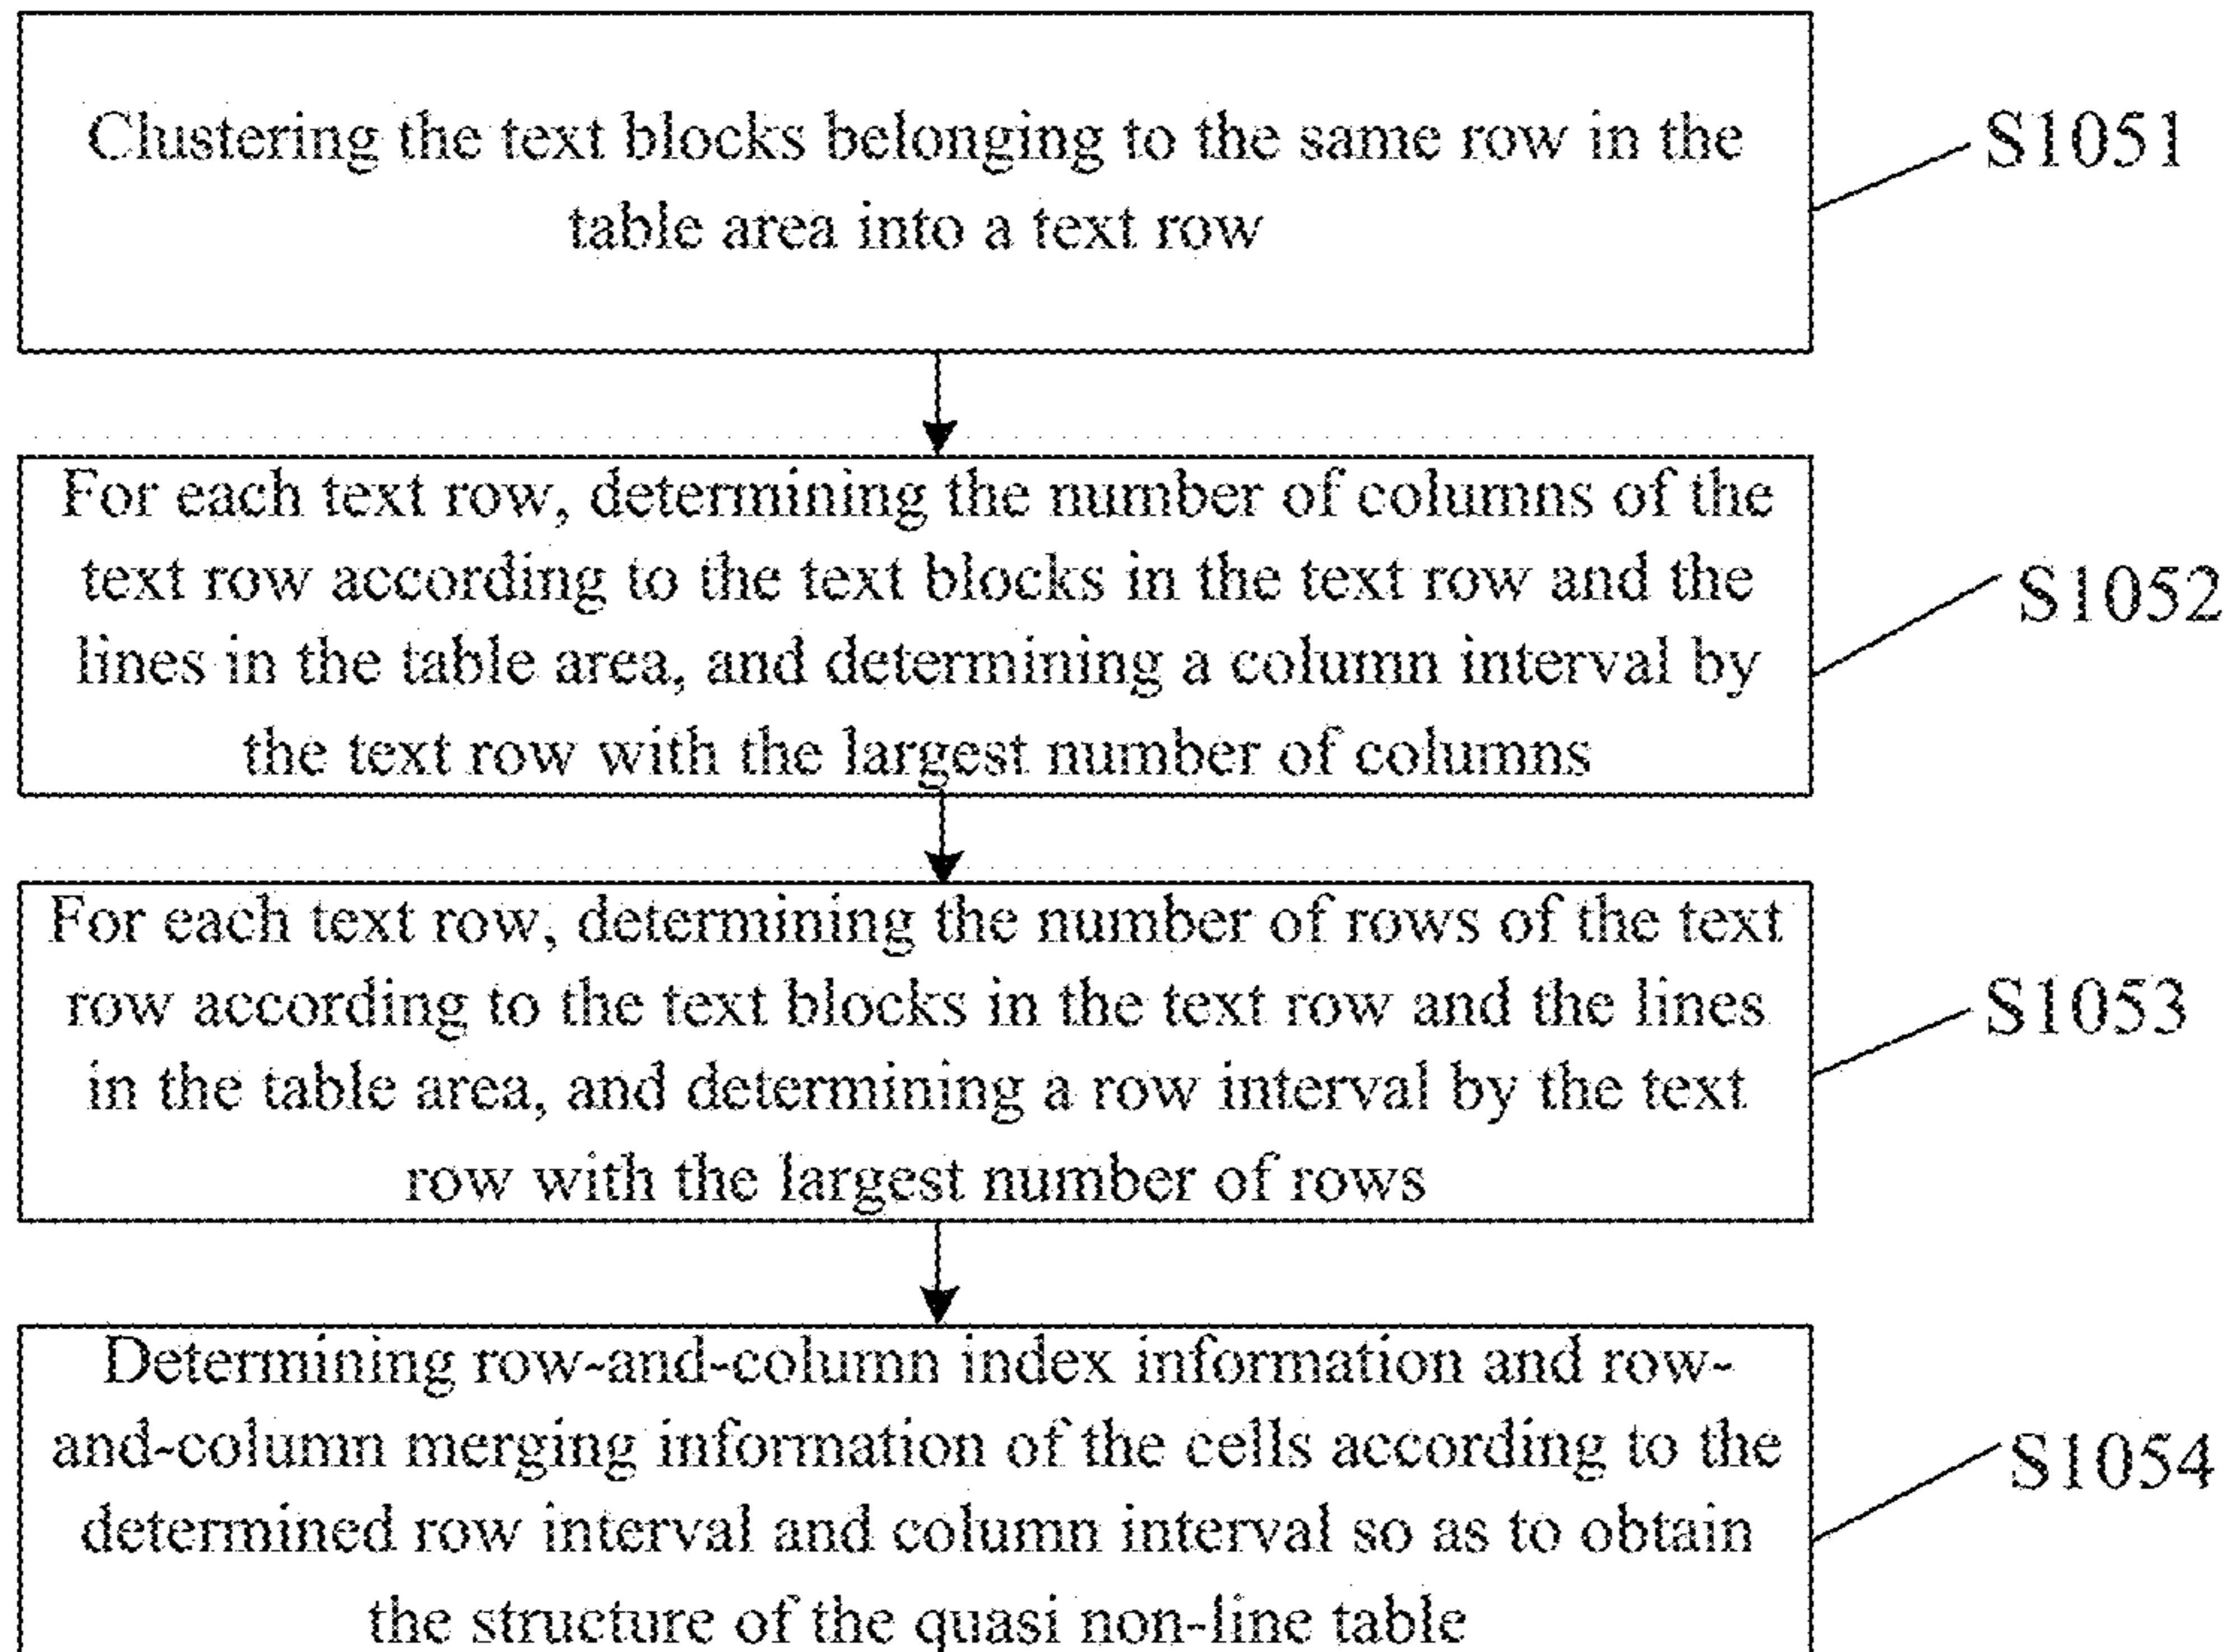 Clustering the text blocks belonging to the same row in the
table area into a text row
S1051
For each text row, determining the number of columns of the
text row according to the text blocks in the text row and the
lines in the table area, and determining a column interval by
the text row with the largest number of columns
S1052
For each text row, determining the number of rows of the text
row according to the text blocks in the text row and the lines
in the table area, and determining a row interval by the text
row with the largest number of rows
S1053
Determining row-and-column index information and row-
and-column merging information of the cells according to the
determined row interval and column interval so as to obtain
the structure of the quasi non-line table
S1054